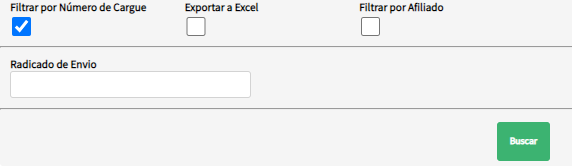 Filtrar por Número de Cargue Exportar a Excel Filtrar por Afiliado
Radicado de Envio
Buscar